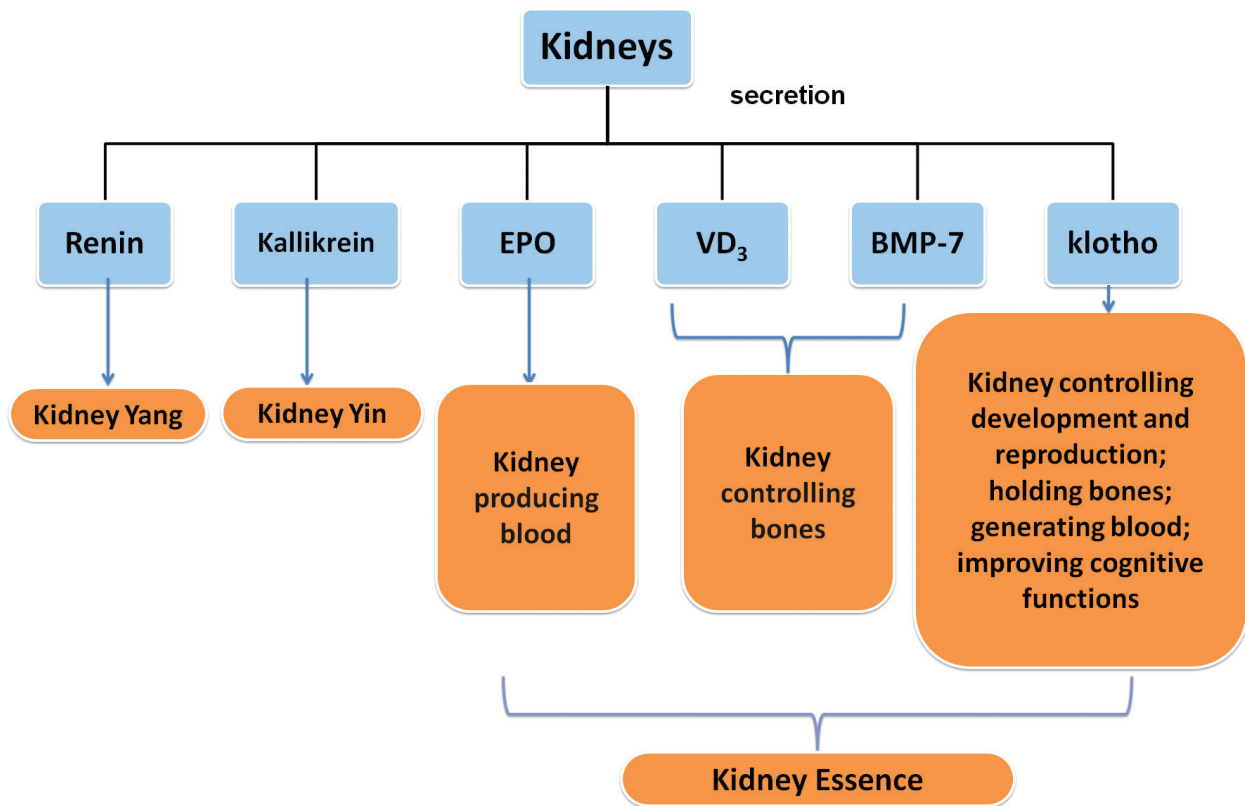 Kidneys
secretion
Renin
Kallikrein
EPO
VD₃
BMP-7
klotho
Kidney Yang
Kidney Yin
Kidney
producing
blood
Kidney
controlling
bones
Kidney controlling
development and
reproduction;
holding bones;
generating blood;
improving cognitive
functions
Kidney Essence